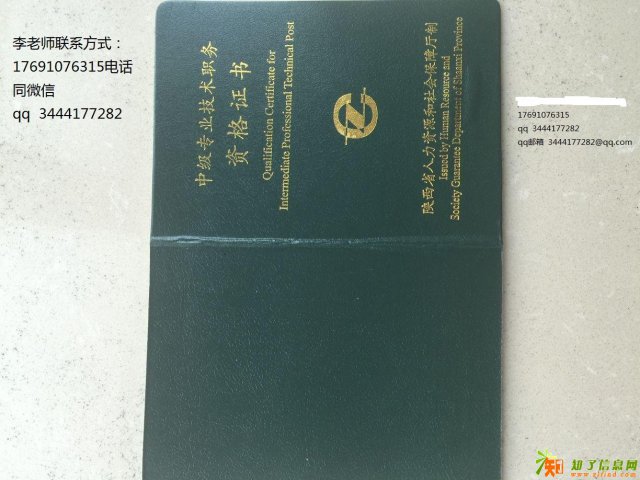 李老师联系方式：
17691076315电话
同微信
qq 3444177282
中级专业技术职务
资格证书
Qualification Certificate for
Intermediate Professional Technical Post
陕西省人力资源和社会保障厅制
Issued by Human Resource and
Society Guarantee Department of Shaanxi Province
17691076315
qq 3444177282
qq邮箱 3444177282@qq.com
知了信息网
www.zlfind.com